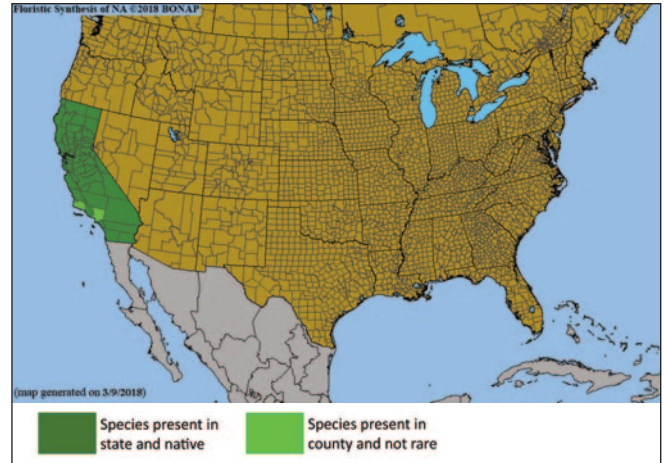 Floristic Synthesis of NA ©2018 BONAP
(map generated on 3/9/2018)
Species present in
state and native
Species present in
county and not rare